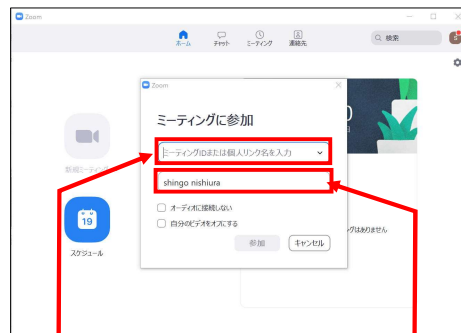 Zoom
ホーム
チャット
ミーティング
連絡先
検索
S
Zoom
ミーティングに参加
ミーティングIDまたは個人リンク名を入力
shingo nishiura
オーディオに接続しない
自分のビデオをオフにする
参加
キャンセル
新規ミーティング
19
スケジュール
はありません